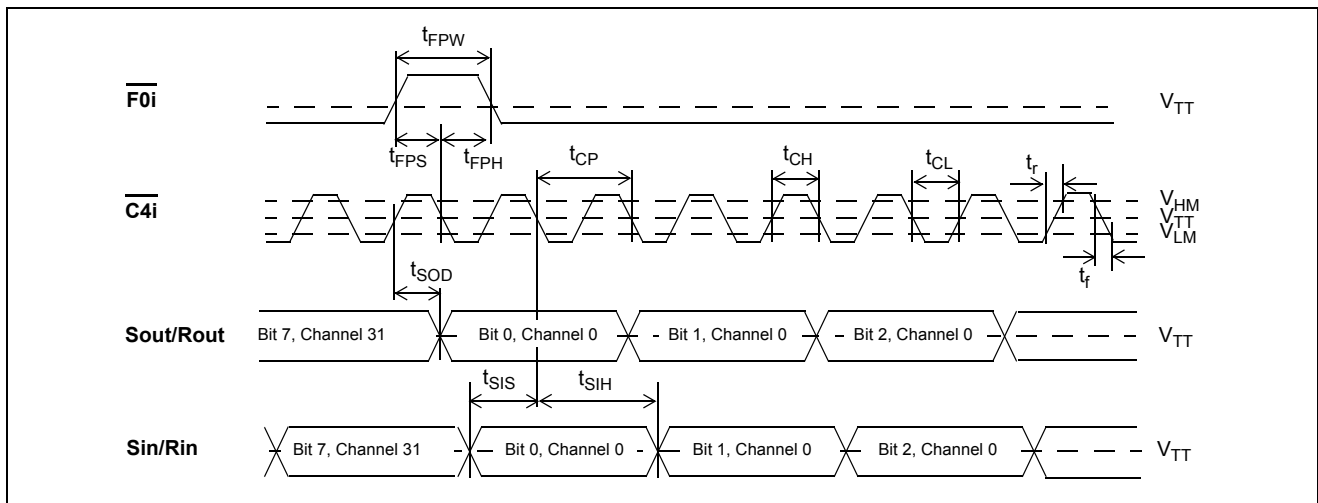 tFPW
F0i
VTT
tFPS
tFPH
tCP
tCH
tCL
tr
C4i
VHM
VTT
VLM
tSOD
tf
Sout/Rout
Bit 7, Channel 31
Bit 0, Channel 0
Bit 1, Channel 0
Bit 2, Channel 0
VTT
tSIS
tSIH
Sin/Rin
Bit 7, Channel 31
Bit 0, Channel 0
Bit 1, Channel 0
Bit 2, Channel 0
VTT